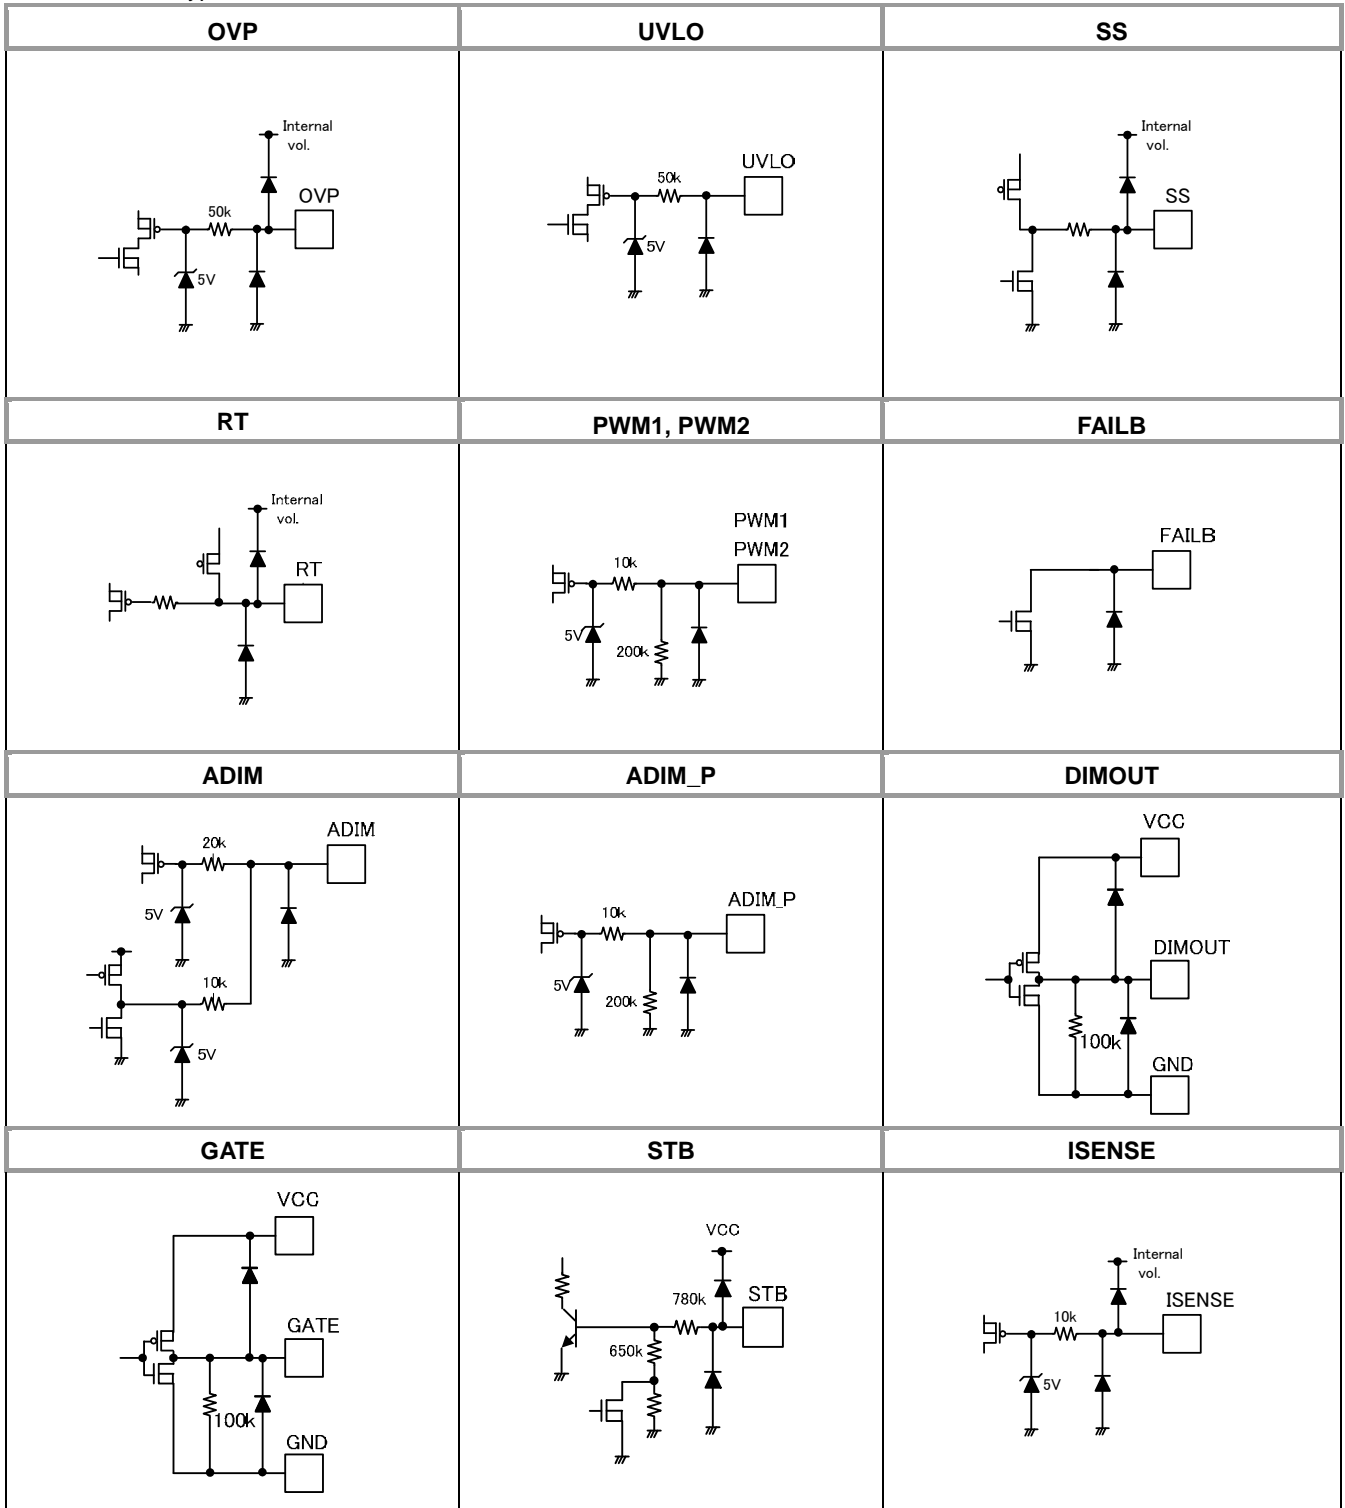 OVP UVLO SS
Internal
vol.
OVP
50k
5V
UVLO
50k
5V
Internal
vol.
SS
RT PWM1, PWM2 FAILB
Internal
vol.
RT
PWM1
PWM2
10k
5V
200k
FAILB
ADIM ADIM_P DIMOUT
ADIM
20k
5V
10k
5V
ADIM_P
10k
5V
200k
VCC
DIMOUT
100k
GND
GATE STB ISENSE
VCC
GATE
100k
GND
VCC
780k
STB
650k
Internal
vol.
ISENSE
10k
5V